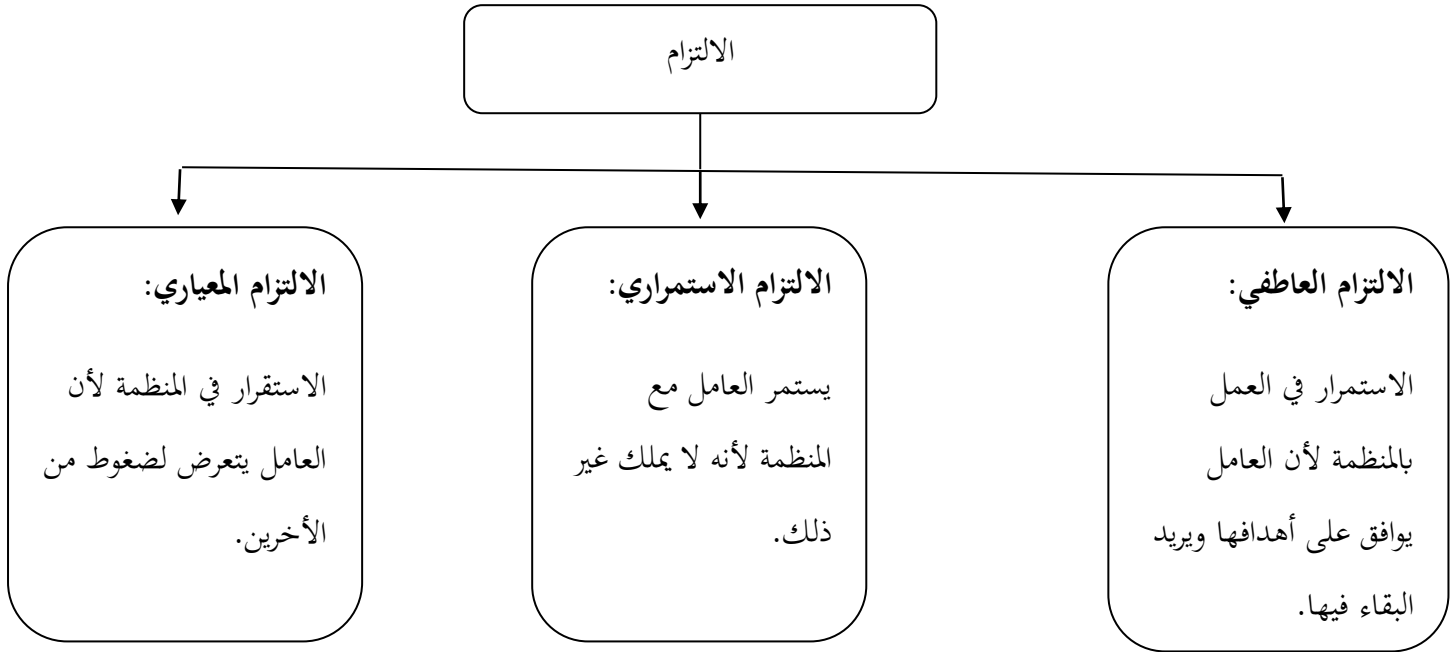 الالتزام
الالتزام العاطفي:
الاستمرار في العمل
بالمنظمة لأن العامل
يوافق على أهدافها ويريد
البقاء فيها.
الالتزام الاستمراري:
يستمر العامل مع
المنظمة لأنه لا يملك غير
ذلك.
الالتزام المعياري:
الاستقرار في المنظمة لأن
العامل يتعرض لضغوط من
الأخرين.